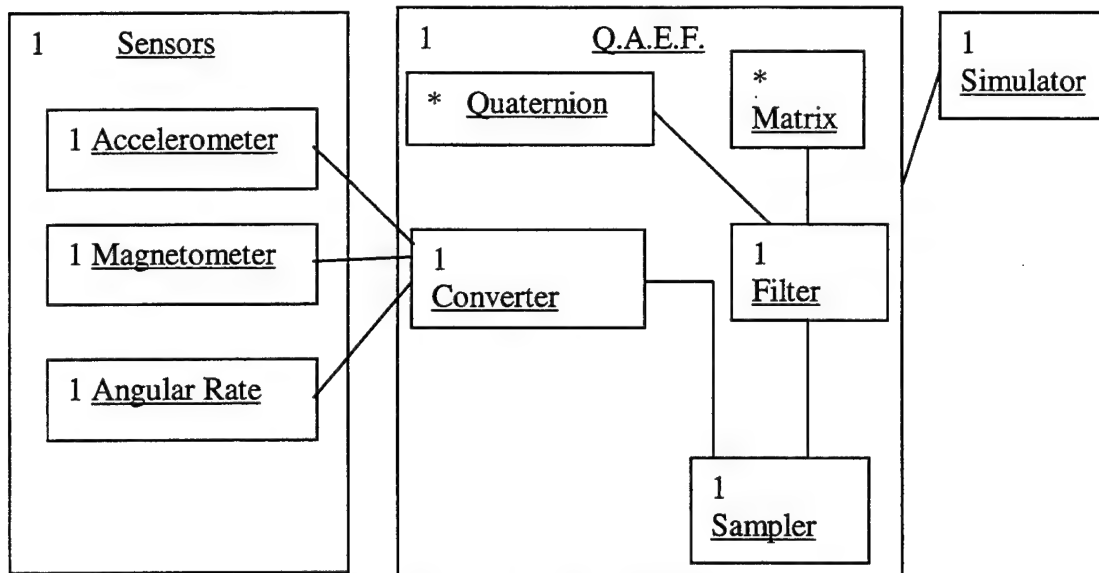 1 Sensors
1 Accelerometer
1 Magnetometer
1 Angular Rate
1 Q.A.E.F.
* Quaternion
*
Matrix
1
Converter
1
Filter
1
Sampler
1
Simulator